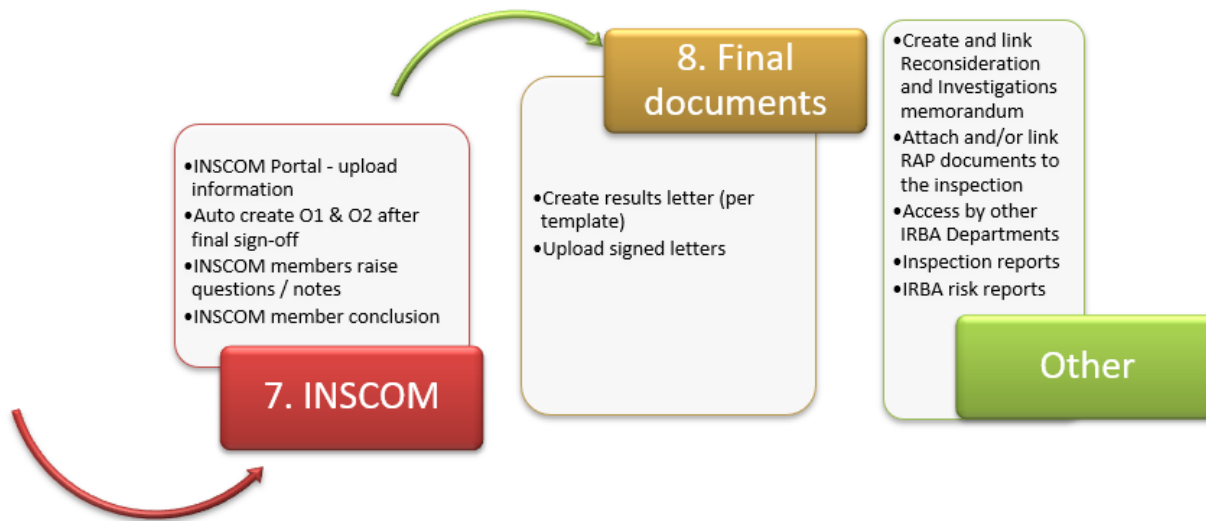 •INSCOM Portal - upload
information
•Auto create O1 & O2 after
final sign-off
•INSCOM members raise
questions / notes
•INSCOM member conclusion
7. INSCOM
8. Final
documents
•Create results letter (per
template)
•Upload signed letters
•Create and link
Reconsideration
and Investigations
memorandum
•Attach and/or link
RAP documents to
the inspection
•Access by other
IRBA Departments
•Inspection reports
•IRBA risk reports
Other